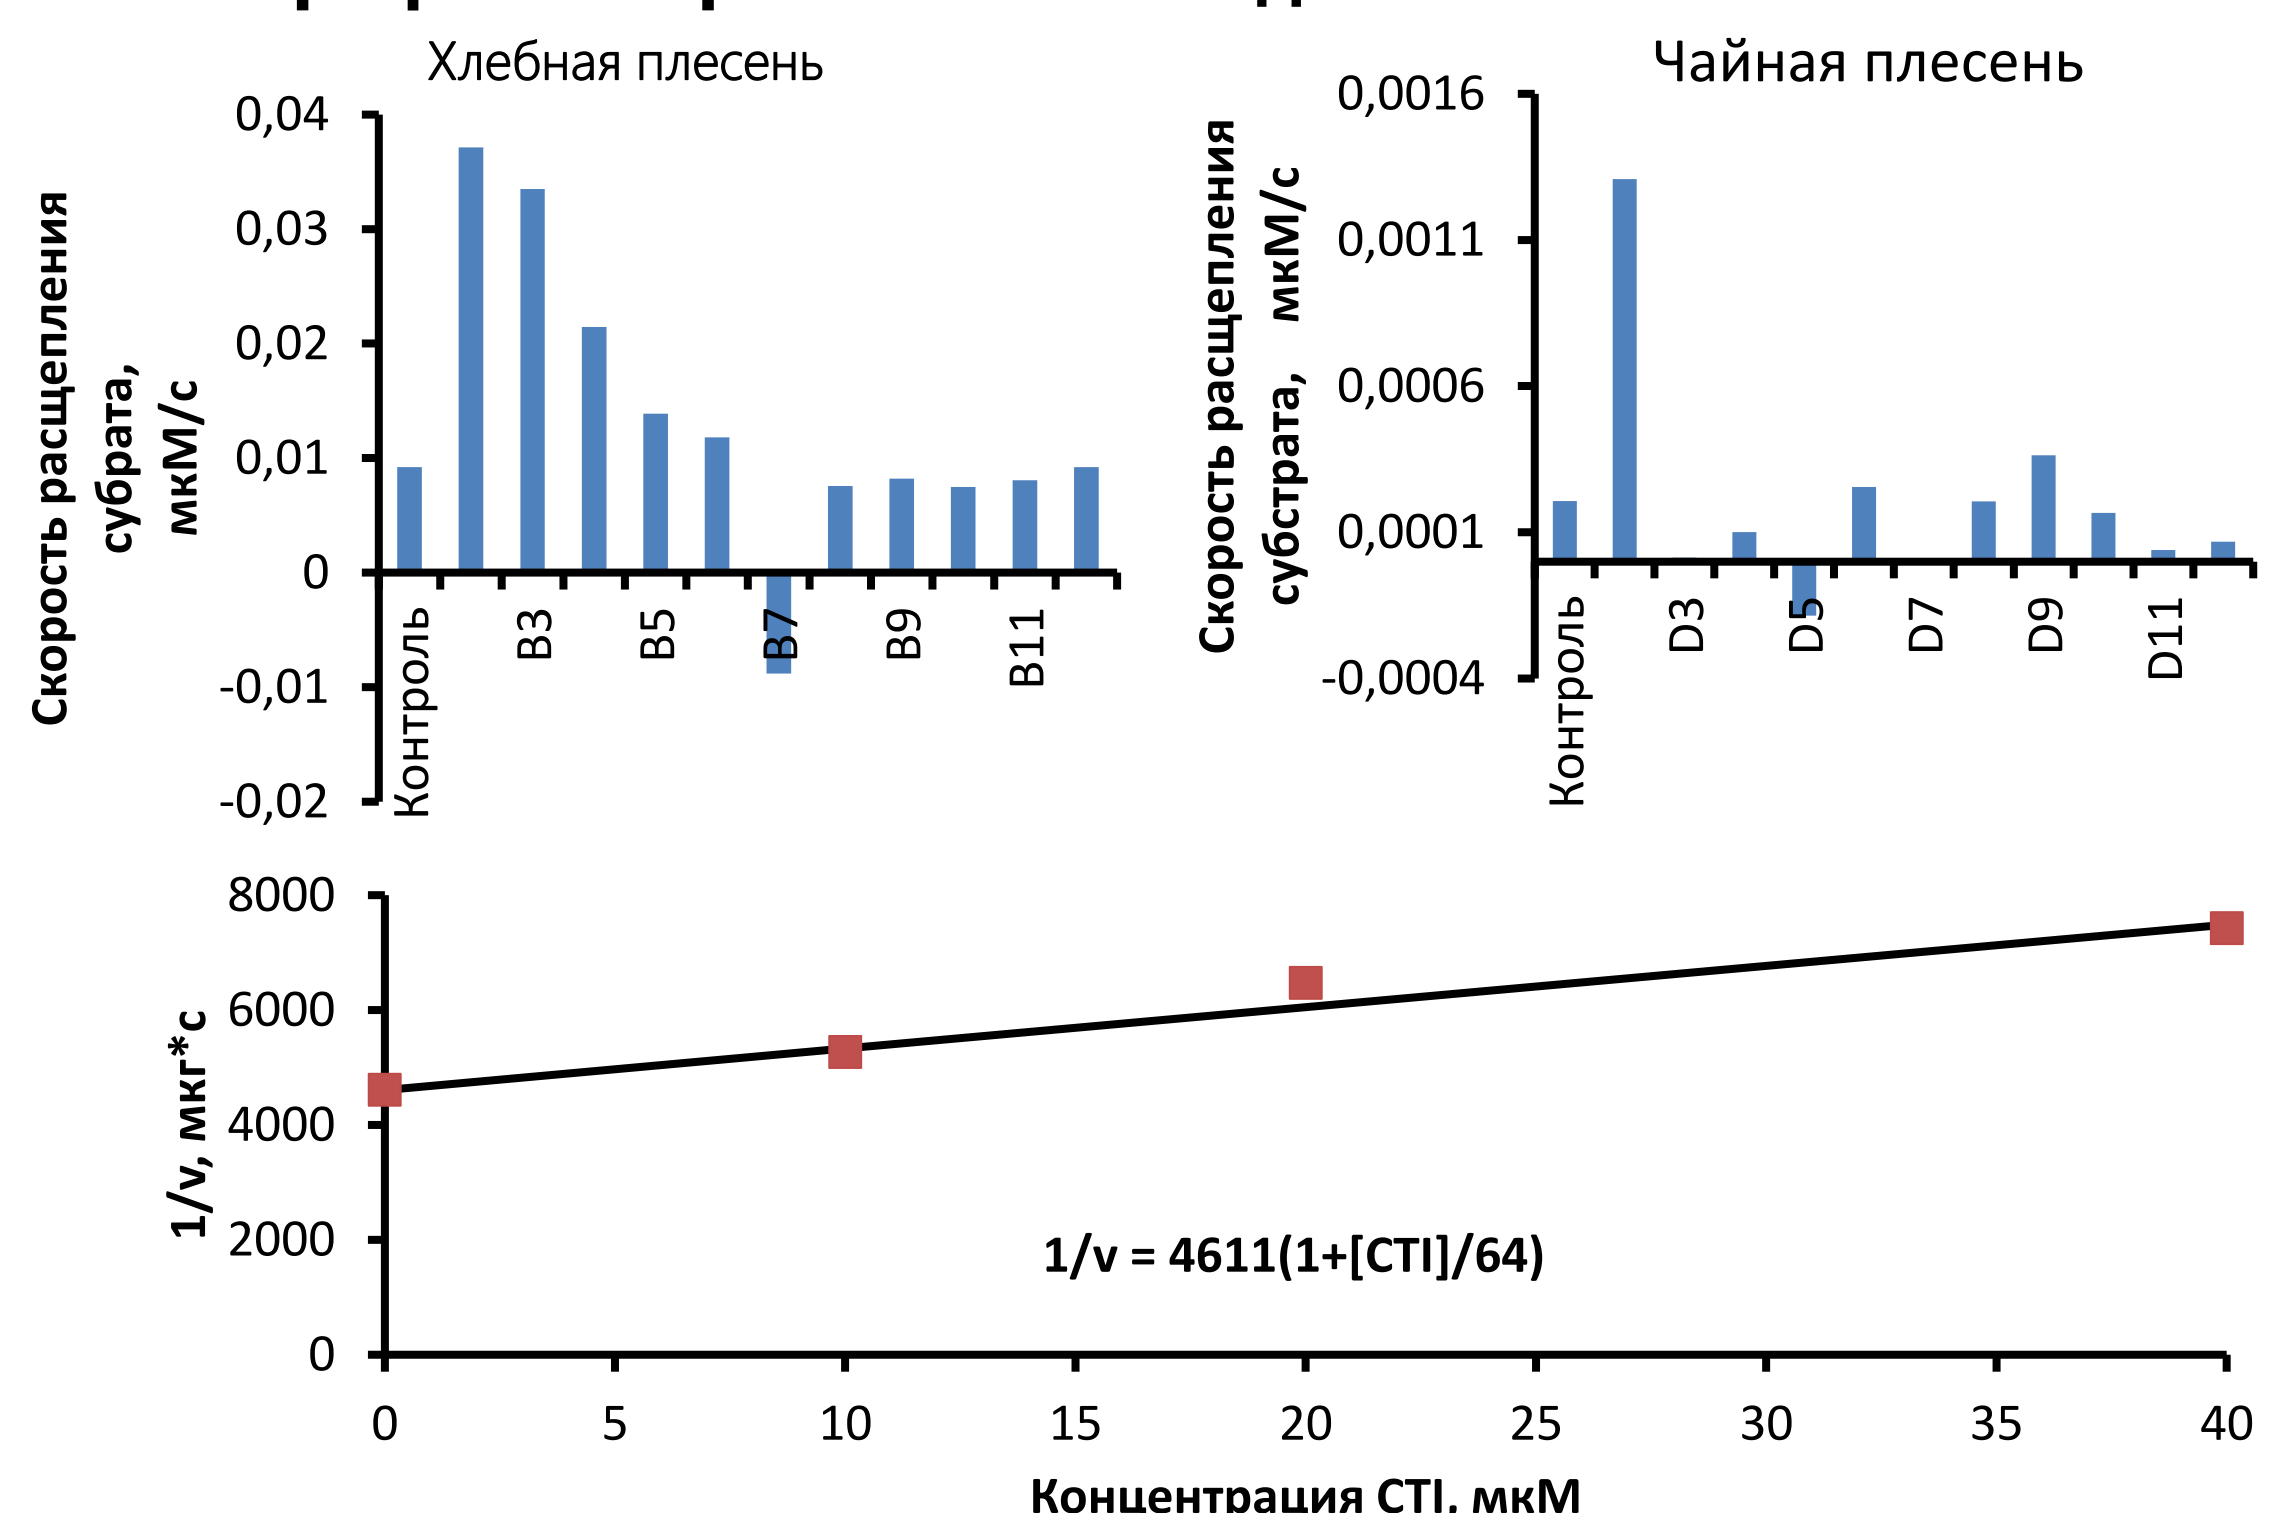 Хлебная плесень
Скорость расщепления
субрата,
мкМ/с
0,04
0,03
0,02
0,01
0
-0,01
-0,02
Контроль
B3
B5
B7
B9
B11
Чайная плесень
Скорость расщепления
субстрата, мкМ/с
0,0016
0,0011
0,0006
0,0001
-0,0004
Контроль
D3
D5
D7
D9
D11
1/v, мкг*с
8000
6000
4000
2000
0
1/v = 4611(1+[CTI]/64)
0 5 10 15 20 25 30 35 40
Концентрация CTI, мкМ